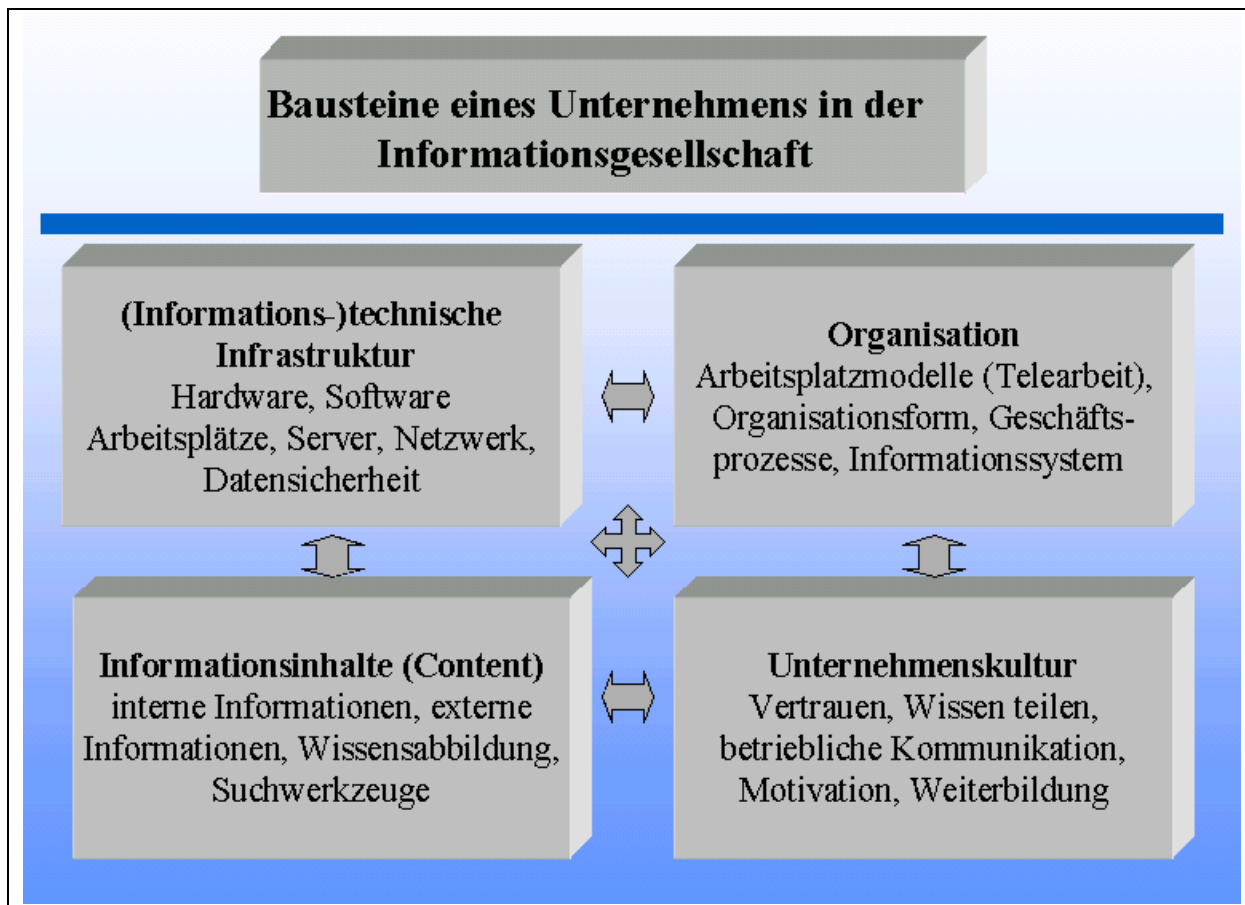 Bausteine eines Unternehmens in der
Informationsgesellschaft
(Informations-)technische
Infrastruktur
Hardware, Software
Arbeitsplätze, Server, Netzwerk,
Datensicherheit
Organisation
Arbeitsplatzmodelle (Telearbeit),
Organisationsform, Geschäfts-
prozesse, Informationssystem
Informationsinhalte (Content)
interne Informationen, externe
Informationen, Wissensabbildung,
Suchwerkzeuge
Unternehmenskultur
Vertrauen, Wissen teilen,
betriebliche Kommunikation,
Motivation, Weiterbildung